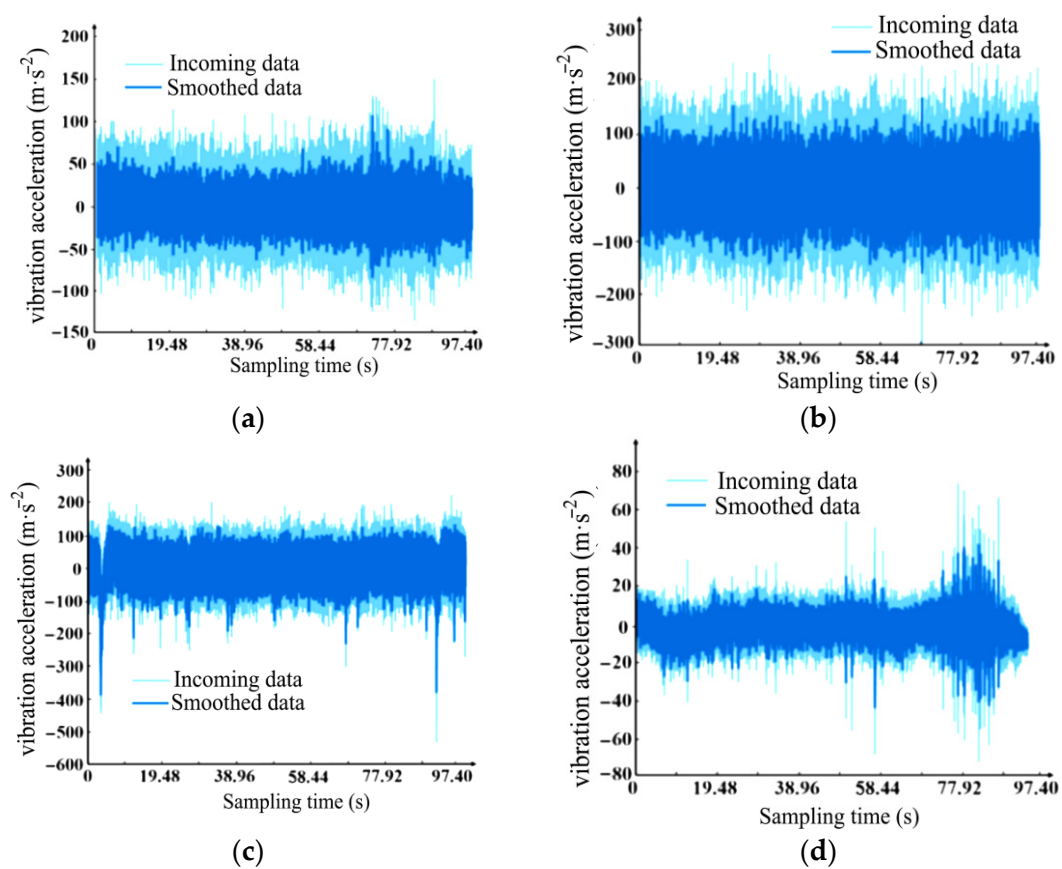 200
150
100
50
0
−50
−100
-150
vibration acceleration (m·s⁻²)
Incoming data
Smoothed data
0 19.48 38.96 58.44 77.92 97.40
Sampling time (s)
(a)
300
200
100
0
−100
−200
−300
vibration acceleration (m·s⁻²)
Incoming data
Smoothed data
0 19.48 38.96 58.44 77.92 97.40
Sampling time (s)
(b)
300
200
100
0
−100
−200
−300
−400
−500
−600
vibration acceleration (m·s⁻²)
Incoming data
Smoothed data
0 19.48 38.96 58.44 77.92 97.40
Sampling time (s)
(c)
80
60
40
20
0
−20
−40
−60
−80
vibration acceleration (m·s⁻²)
Incoming data
Smoothed data
0 19.48 38.96 58.44 77.92 97.40
Sampling time (s)
(d)